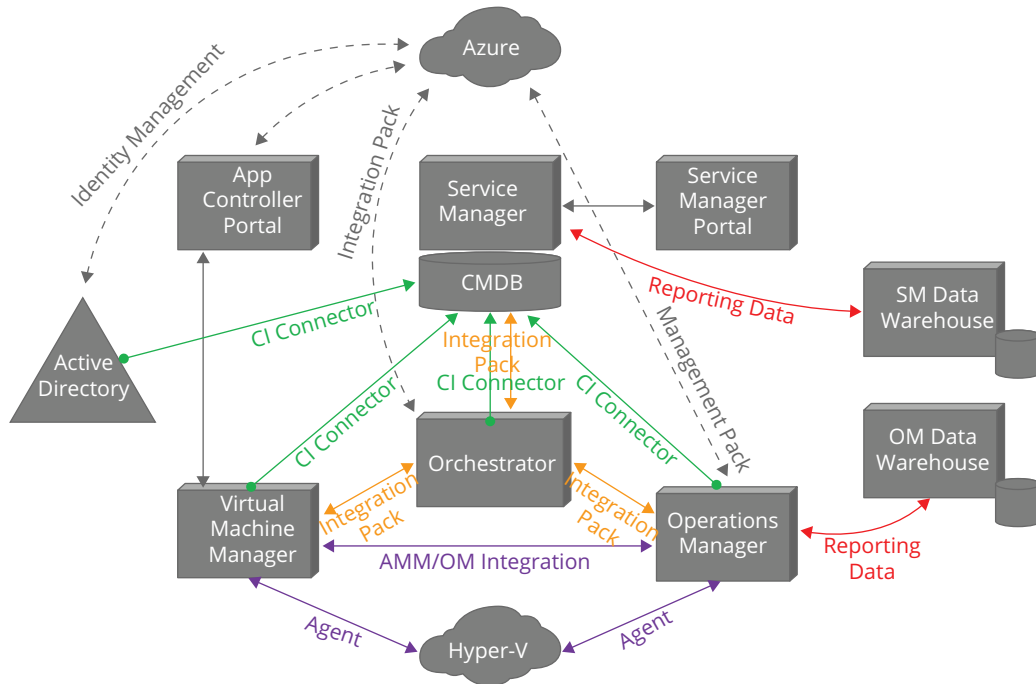 Azure
Identity Management
Integration Pack
App
Controller
Portal
Service
Manager
Service
Manager
Portal
CMDB
Reporting Data
SM Data
Warehouse
CI Connector
Integration
Pack
CI Connector
Management Pack
Active
Directory
CI Connector
CI Connector
OM Data
Warehouse
Orchestrator
Integration
Pack
Integration
Pack
Virtual
Machine
Manager
Operations
Manager
AMM/OM Integration
Reporting
Data
Agent
Agent
Hyper-V